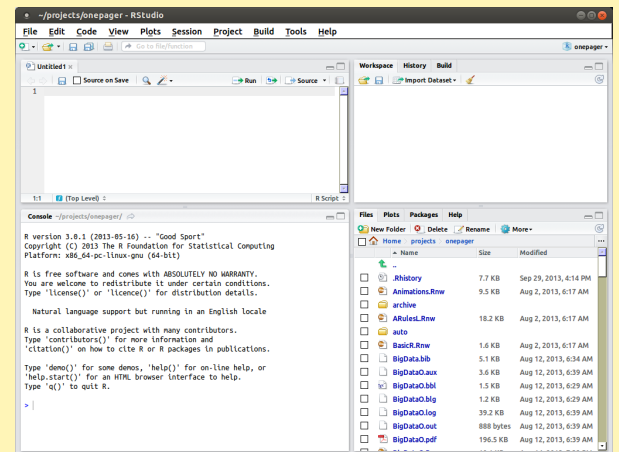 ~/projects/onepager - RStudio
File Edit Code View Plots Session Project Build Tools Help
Go to file/function
onepager
Untitled1
Source on Save
Run
Source
1
1:1
(Top Level)
R Script
Workspace History Build
Import Dataset
Console ~/projects/onepager/
R version 3.0.1 (2013-05-16) -- "Good Sport"
Copyright (C) 2013 The R Foundation for Statistical Computing
Platform: x86_64-pc-linux-gnu (64-bit)
R is free software and comes with ABSOLUTELY NO WARRANTY.
You are welcome to redistribute it under certain conditions.
Type 'license()' or 'licence()' for distribution details.
Natural language support but running in an English locale
R is a collaborative project with many contributors.
Type 'contributors()' for more information and
'citation()' on how to cite R or R packages in publications.
Type 'demo()' for some demos, 'help()' for on-line help, or
'help.start()' for an HTML browser interface to help.
Type 'q()' to quit R.
>
Files Plots Packages Help
New Folder Delete Rename More
Home projects onepager ...
Name Size Modified
..
.Rhistory 7.7 KB Sep 29, 2013, 4:14 PM
Animations.Rnw 9.5 KB Aug 2, 2013, 6:17 AM
archive
ARulesL.Rnw 18.2 KB Aug 2, 2013, 6:17 AM
auto
BasicR.Rnw 1.6 KB Aug 2, 2013, 6:17 AM
BigData.bib 5.1 KB Aug 12, 2013, 6:34 AM
BigDataO.aux 3.6 KB Aug 12, 2013, 6:39 AM
BigDataO.bbl 1.5 KB Aug 12, 2013, 6:29 AM
BigDataO.blg 1.2 KB Aug 12, 2013, 6:29 AM
BigDataO.log 39.2 KB Aug 12, 2013, 6:39 AM
BigDataO.out 888 bytes Aug 12, 2013, 6:39 AM
BigDataO.pdf 196.5 KB Aug 12, 2013, 6:39 AM